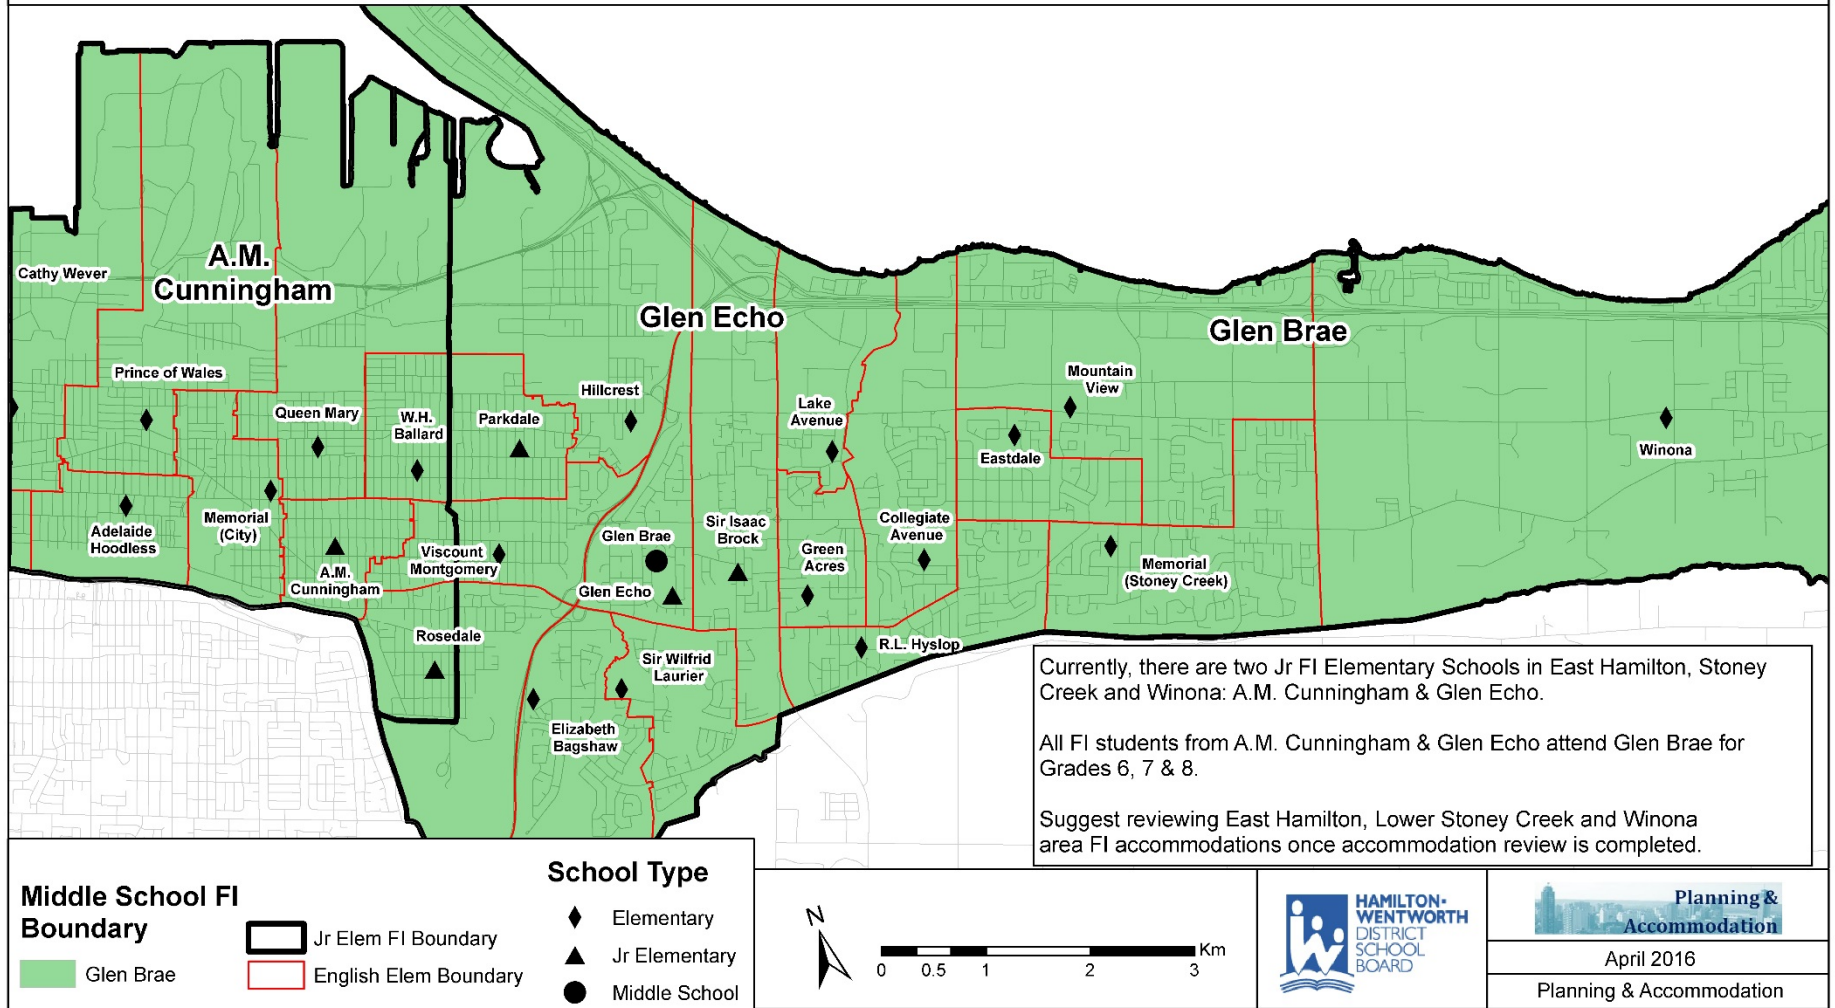 A.M.
Cunningham
Cathy Wever
Glen Echo
Glen Brae
Prince of Wales
Queen Mary
W.H.
Ballard
Parkdale
Hillcrest
Lake
Avenue
Mountain
View
Eastdale
Winona
Adelaide
Hoodless
Memorial
(City)
A.M.
Cunningham
Viscount
Montgomery
Glen Brae
Sir Isaac
Brock
Glen Echo
Green
Acres
Collegiate
Avenue
Memorial
(Stoney Creek)
Rosedale
Sir Wilfrid
Laurier
R.L. Hyslop
Elizabeth
Bagshaw
Currently, there are two Jr FI Elementary Schools in East Hamilton, Stoney
Creek and Winona: A.M. Cunningham & Glen Echo.
All FI students from A.M. Cunningham & Glen Echo attend Glen Brae for
Grades 6, 7 & 8.
Suggest reviewing East Hamilton, Lower Stoney Creek and Winona
area FI accommodations once accommodation review is completed.
Middle School FI
Boundary
Glen Brae
Jr Elem FI Boundary
English Elem Boundary
School Type
Elementary
Jr Elementary
Middle School
N
0 0.5 1 2 3 Km
HAMILTON-
WENTWORTH
DISTRICT
SCHOOL
BOARD
Planning &
Accommodation
April 2016
Planning & Accommodation